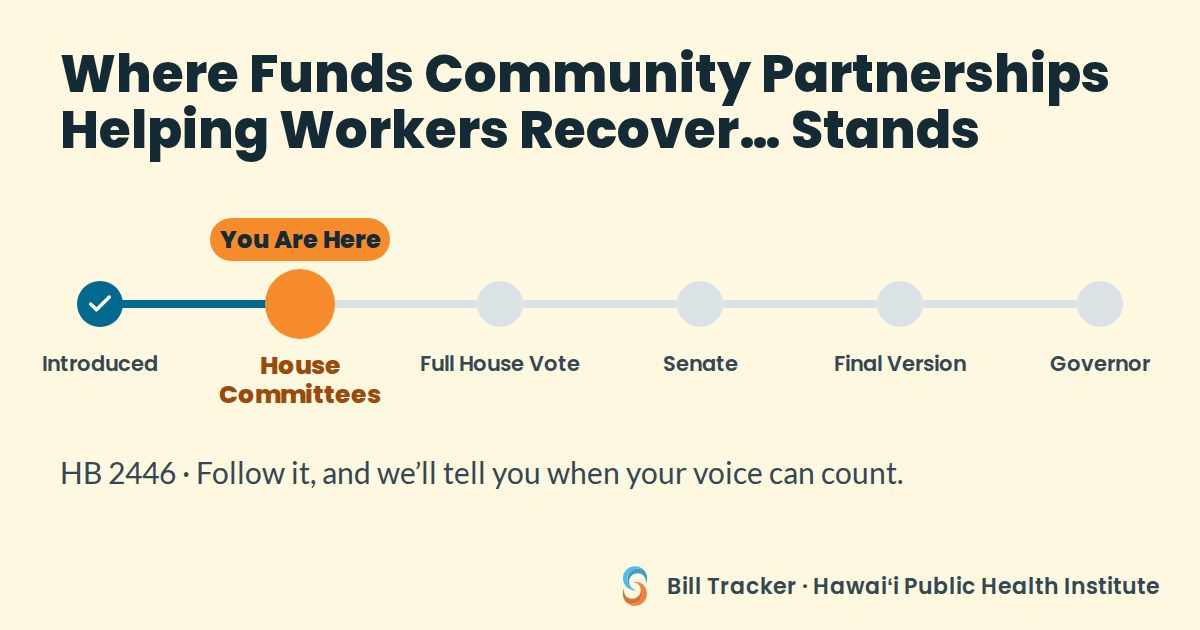 Where Funds Community Partnerships
Helping Workers Recover... Stands
You Are Here
Introduced
House
Committees
Full House Vote
Senate
Final Version
Governor
HB 2446 · Follow it, and we’ll tell you when your voice can count.
Bill Tracker · Hawaiʻi Public Health Institute